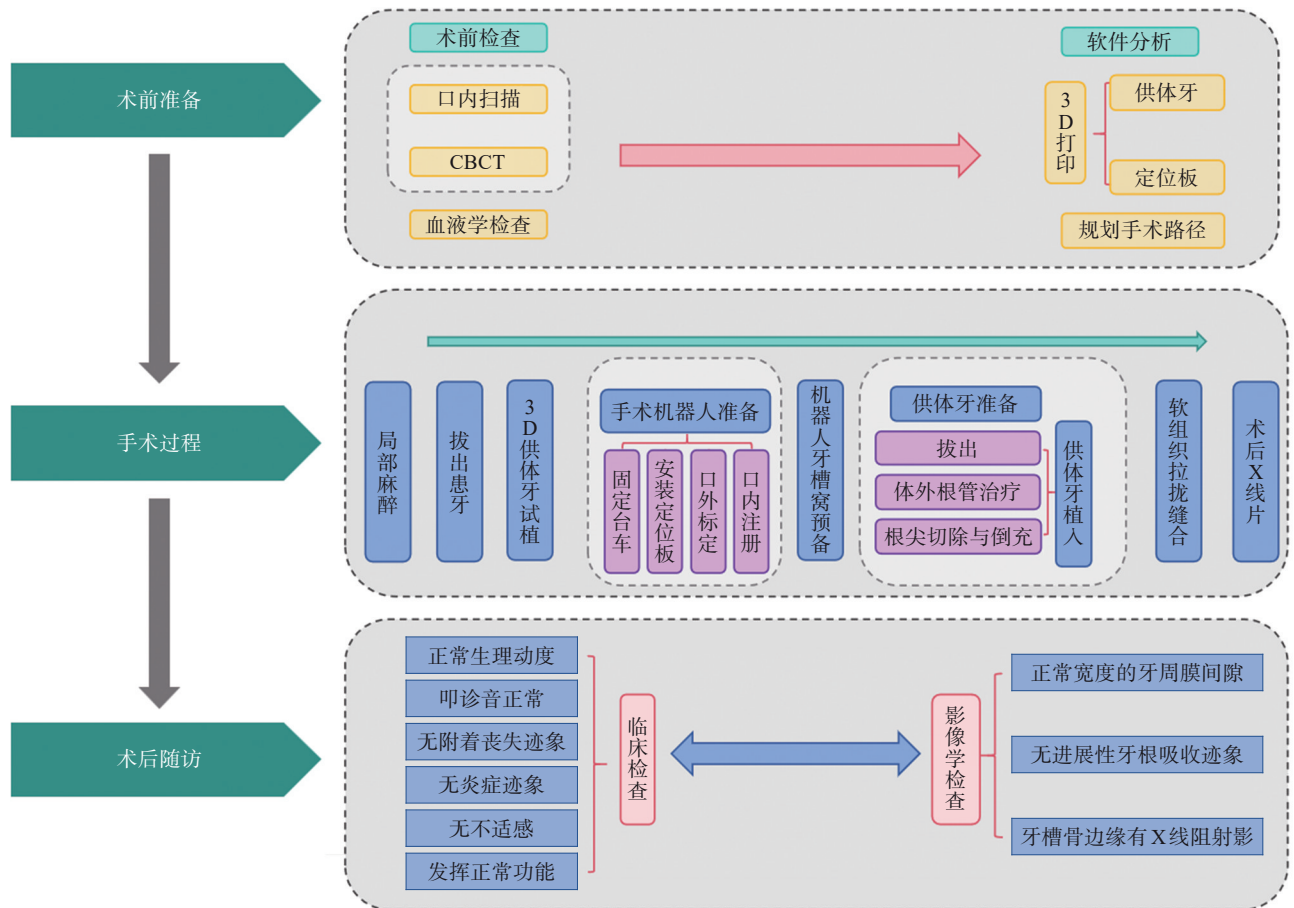 术前准备
术前检查
口内扫描
CBCT
血液学检查
软件分析
3D打印
供体牙
定位板
规划手术路径
手术过程
局部麻醉
拔出患牙
3D供体牙试植
手术机器人准备
固定台车
安装定位板
口外标定
口内注册
机器人牙槽窝预备
供体牙准备
拔出
体外根管治疗
根尖切除与倒充
供体牙植入
软组织拉拢缝合
术后X线片
术后随访
正常生理动度
叩诊音正常
无附着丧失迹象
无炎症迹象
无不适感
发挥正常功能
临床检查
影像学检查
正常宽度的牙周膜间隙
无进展性牙根吸收迹象
牙槽骨边缘有X线阻射影